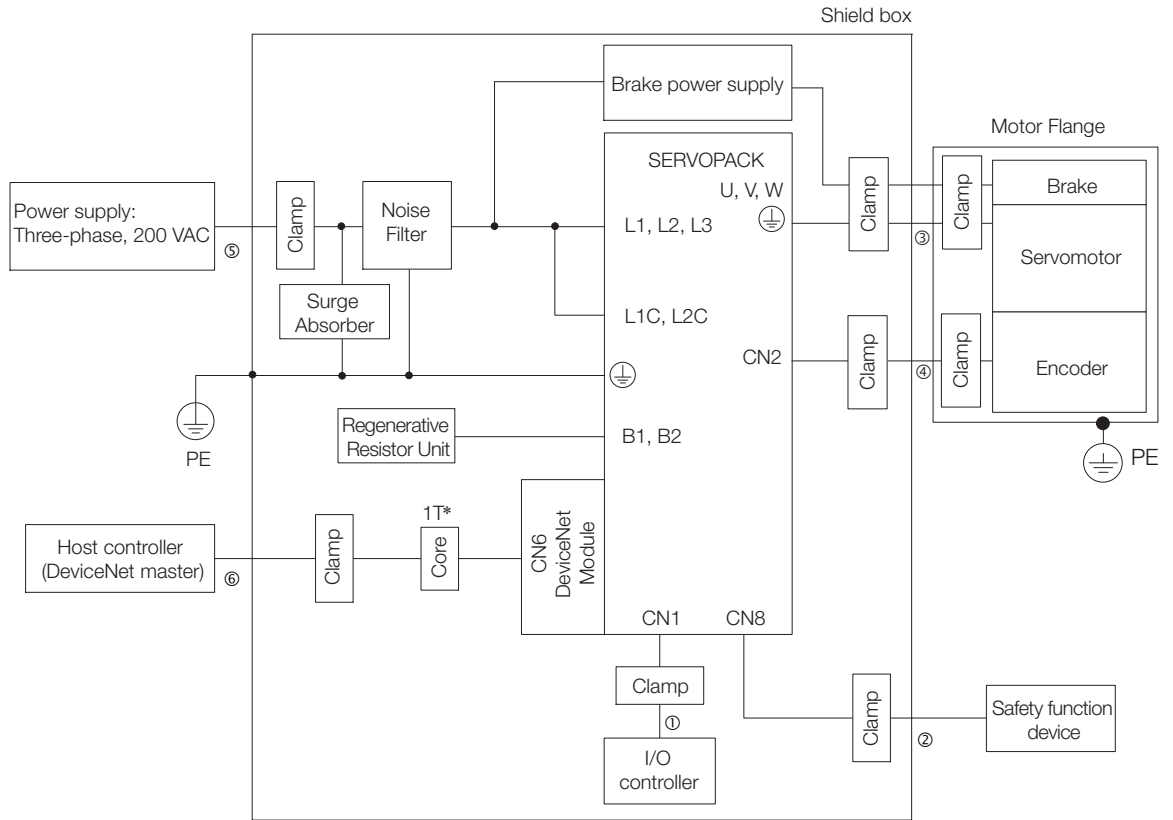 Shield box
Brake power supply
Motor Flange
SERVOPACK
U, V, W
Clamp
Clamp
Brake
Power supply:
Three-phase, 200 VAC
⑤
Clamp
Noise
Filter
L1, L2, L3
③
Servomotor
Surge
Absorber
L1C, L2C
CN2
Clamp
④
Clamp
Encoder
PE
Regenerative
Resistor Unit
B1, B2
PE
Host controller
(DeviceNet master)
⑥
Clamp
1T*
Core
CN6
DeviceNet
Module
CN1
CN8
Clamp
①
I/O
controller
Clamp
②
Safety function
device